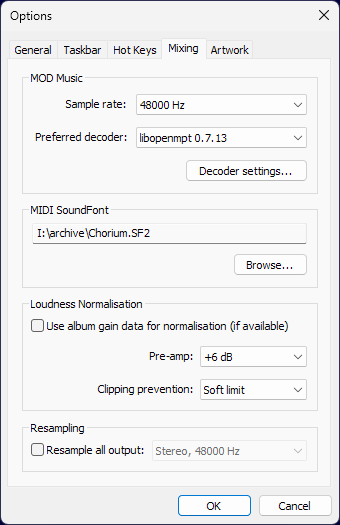 Options
General Taskbar Hot Keys Mixing Artwork
MOD Music
Sample rate: 48000 Hz
Preferred decoder: libopenmpt 0.7.13
Decoder settings...
MIDI SoundFont
I:\archive\Chorium.SF2
Browse...
Loudness Normalisation
Use album gain data for normalisation (if available)
Pre-amp: +6 dB
Clipping prevention: Soft limit
Resampling
Resample all output: Stereo, 48000 Hz
OK Cancel